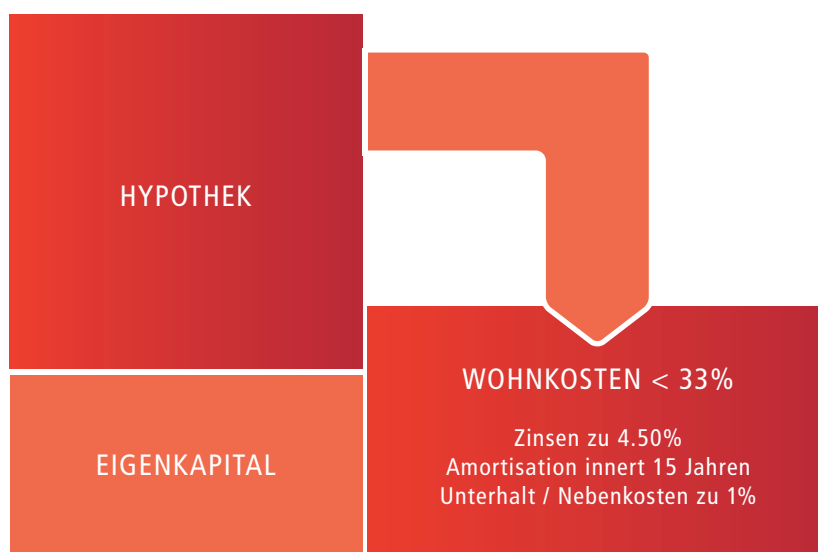 HYPOTHEK
EIGENKAPITAL
WOHNKOSTEN < 33%
Zinsen zu 4.50%
Amortisation innert 15 Jahren
Unterhalt / Nebenkosten zu 1%